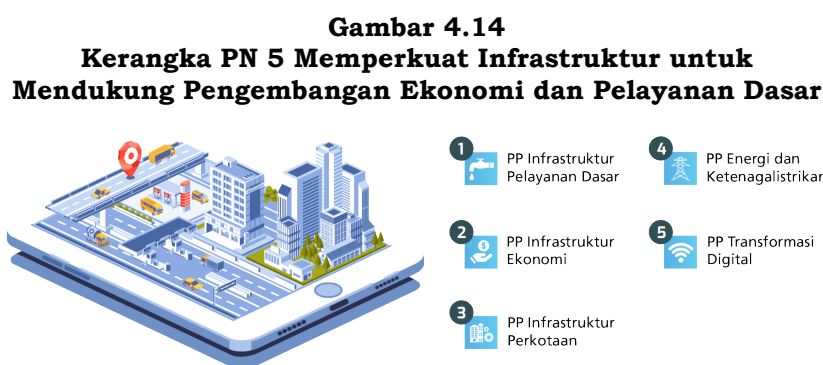 Gambar 4.14
Kerangka PN 5 Memperkuat Infrastruktur untuk
Mendukung Pengembangan Ekonomi dan Pelayanan Dasar
1
PP Infrastruktur
Pelayanan Dasar
2
PP Infrastruktur
Ekonomi
3
PP Infrastruktur
Perkotaan
4
PP Energi dan
Ketenagalistrikan
5
PP Transformasi
Digital